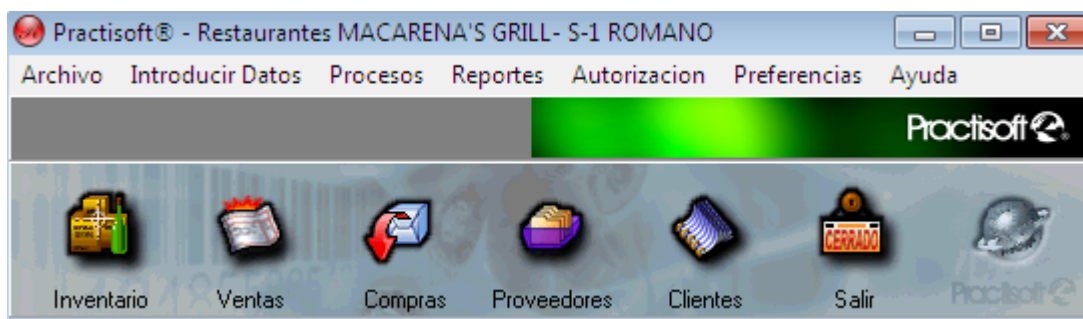 Practisoft® - Restaurantes MACARENA'S GRILL- S-1 ROMANO
Archivo Introducir Datos Procesos Reportes Autorizacion Preferencias Ayuda
Practisoft
CERRADO
Inventario Ventas Compras Proveedores Clientes Salir
Practisoft